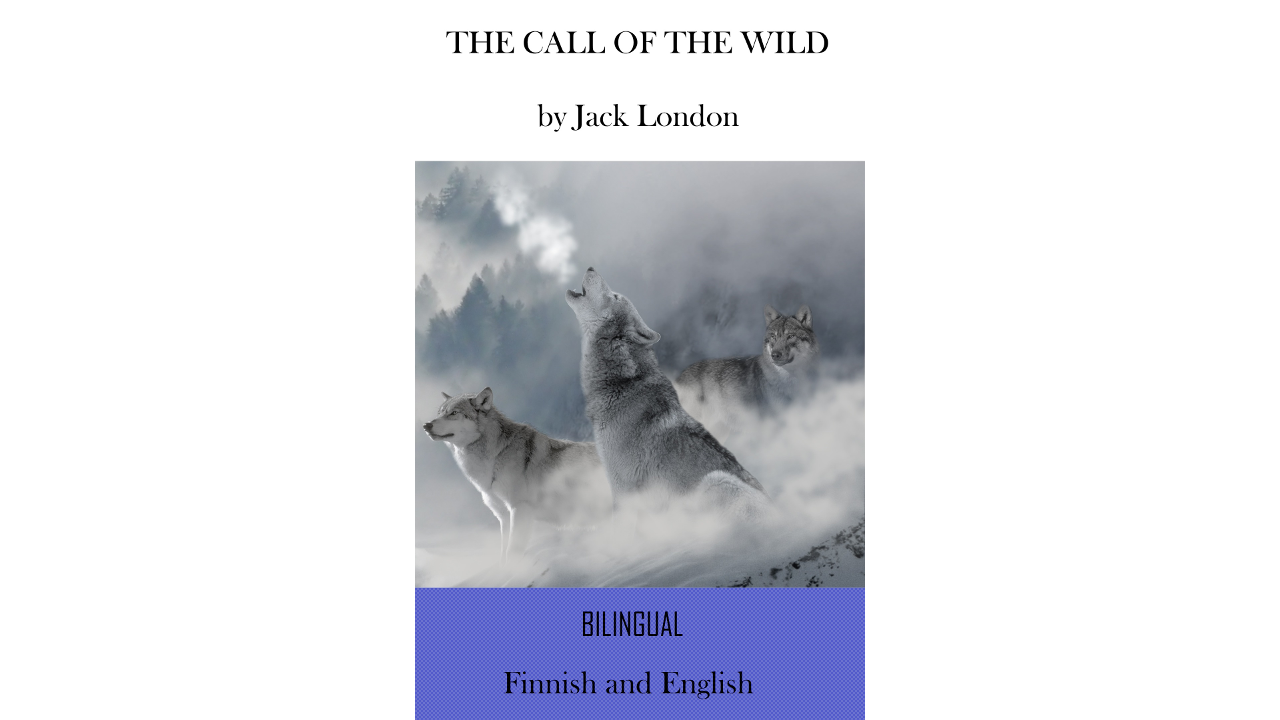 THE CALL OF THE WILD
by Jack London
BILINGUAL
Finnish and English